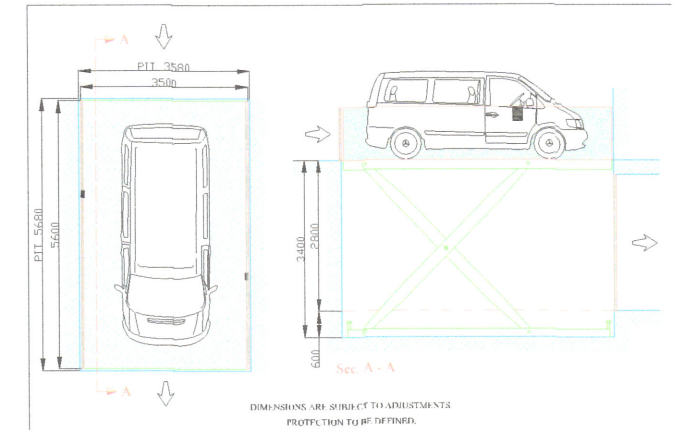 A
PIT 3580
3500
PIT 5680
5600
3400
2800
600
Sec. A - A
A
DIMENSIONS ARE SUBJECT TO ADJUSTMENTS
PROTECTION TO BE DEFINED.